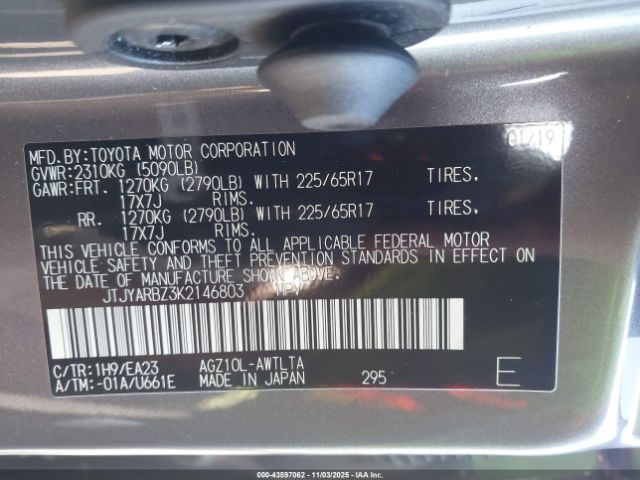 01/19
MFD.BY:TOYOTA MOTOR CORPORATION
GVWR:2310KG (5090LB)
GAWR:FRT. 1270KG (2790LB) WITH 225/65R17 TIRES,
17X7J RIMS.
RR. 1270KG (2790LB) WITH 225/65R17 TIRES,
17X7J RIMS.
THIS VEHICLE CONFORMS TO ALL APPLICABLE FEDERAL MOTOR
VEHICLE SAFETY AND THEFT PREVENTION STANDARDS IN EFFECT ON
THE DATE OF MANUFACTURE SHOWN ABOVE.
JTJYARBZ3K2146803 MPV
C/TR:1H9/EA23 AGZ10L-AWTLTA
A/TM:-01A/U661E MADE IN JAPAN 295 E
000-43597062 - 11/03/2025 - IAAI